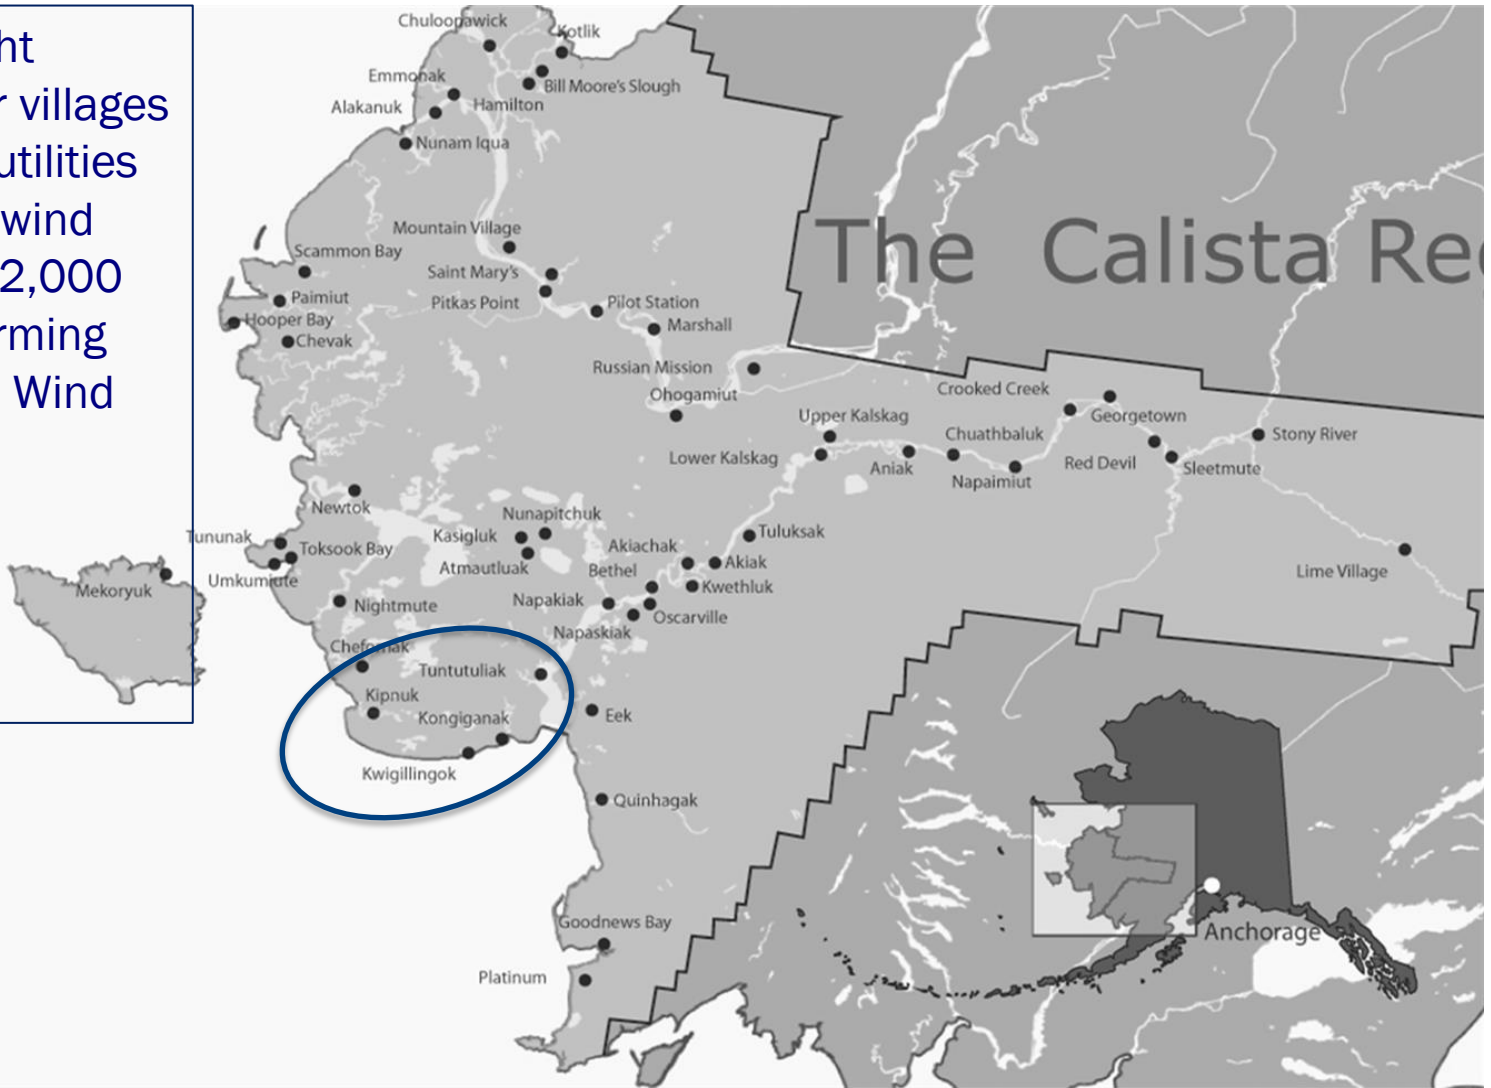 ht
r villages
utilities
wind
2,000
rming
Wind
Chuloopawick
Kotlik
Emmonak
Bill Moore's Slough
Hamilton
Alakanuk
Nunam Iqua
Mountain Village
The Calista Re
Scammon Bay
Saint Mary's
Paimiut
Pitkas Point
Pilot Station
Hooper Bay
Marshall
Chevak
Russian Mission
Crooked Creek
Ohogamiut
Upper Kalskag
Georgetown
Chuathbaluk
Stony River
Lower Kalskag
Aniak
Red Devil
Sleetmute
Napaimiut
Newtok
Nunapitchuk
Tununak
Kasigluk
Tuluksak
Toksook Bay
Akiachak
Akiak
Atmautluak
Bethel
Lime Village
Umkumiute
Mekoryuk
Kwethluk
Nightmute
Napakiak
Oscarville
Napaskiak
Chefornak
Tuntutuliak
Kipnuk
Kongiganak
Eek
Kwigillingok
Quinhagak
Goodnews Bay
Anchorage
Platinum